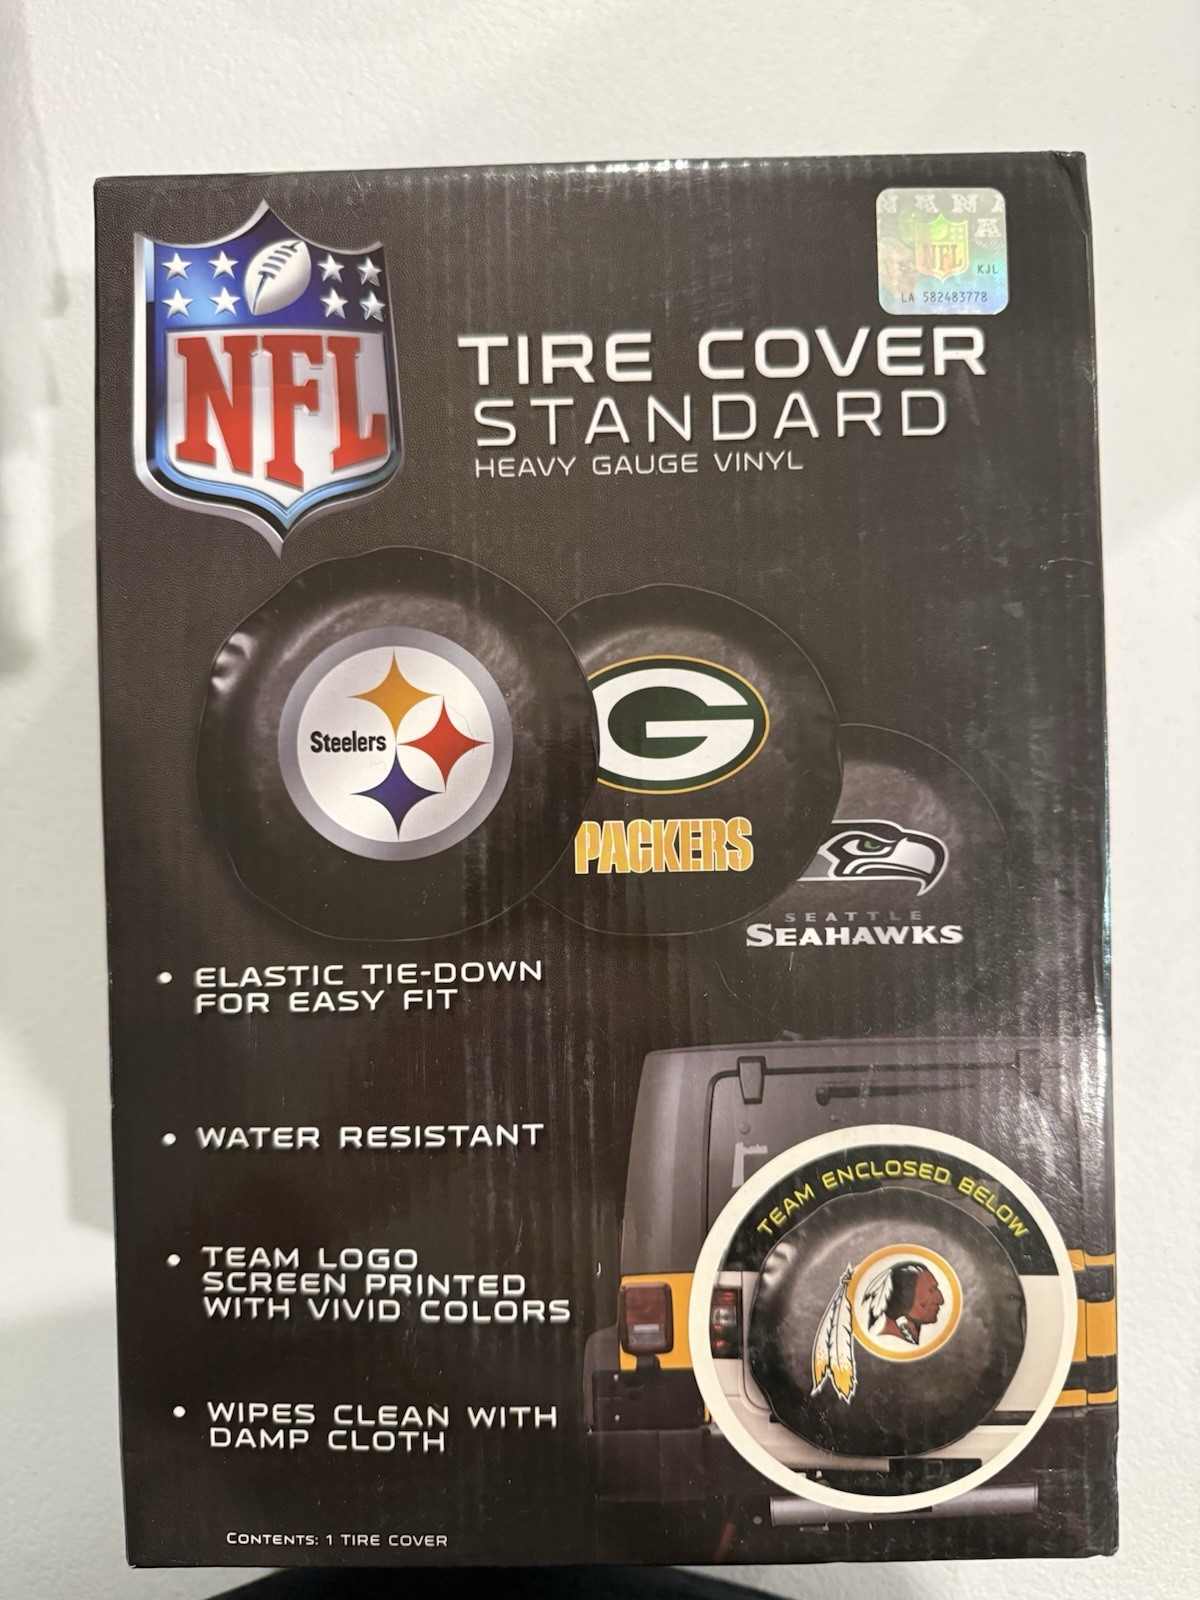 NFL
NFL
KJL
LA 582483778
TIRE COVER
STANDARD
HEAVY GAUGE VINYL
Steelers
G
PACKERS
SEATTLE
SEAHAWKS
• ELASTIC TIE-DOWN
FOR EASY FIT
• WATER RESISTANT
• TEAM LOGO
SCREEN PRINTED
WITH VIVID COLORS
• WIPES CLEAN WITH
DAMP CLOTH
TEAM ENCLOSED BELOW
CONTENTS: 1 TIRE COVER